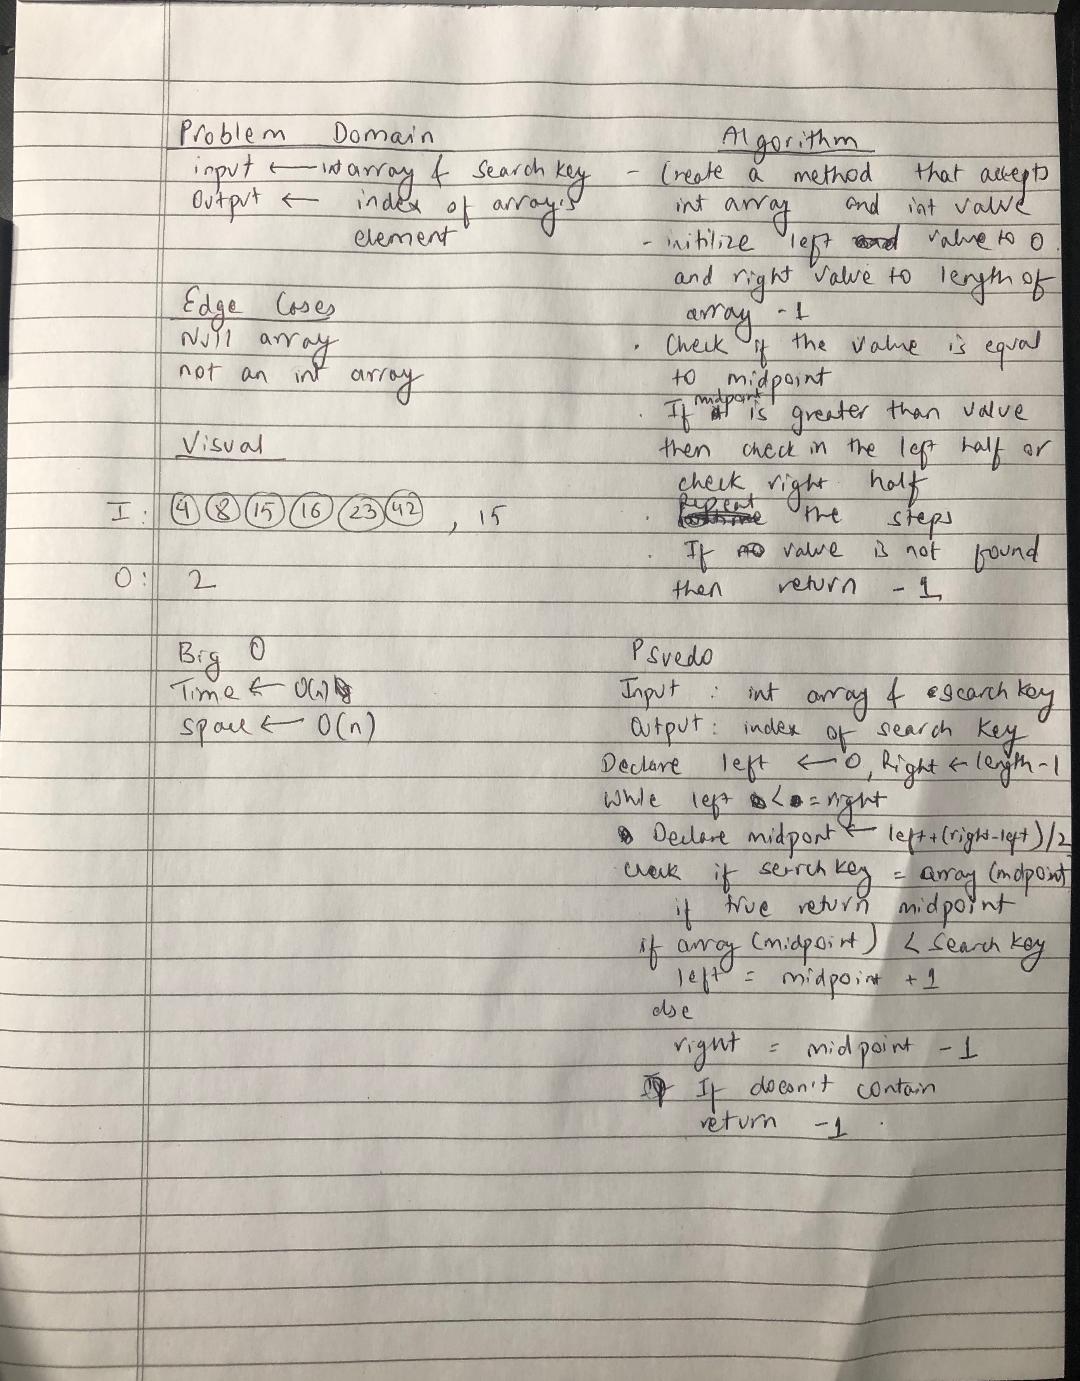 Problem Domain
input ← int array & search key
Output ← index of array's
element
Edge Cases
Null array
not an int array
Visual
I: 4 8 15 16 23 42 , 15
O: 2
Big O
Time ← O(n)
space ← O(n)
Algorithm
- Create a method that accepts
int array and int value
- initilize left value to 0
and right value to length of
array -1
. Check if the value is equal
to midpoint
. If midpoint is greater than value
then check in the left half or
check right half
. Repeat the steps
. If value is not found
then return -1
Psuedo
Input : int array & search key
Output : index of search key
Declare left ← 0, Right ← length-1
While left <= right
Declare midpont ← left+(right-left)/2
check if serrch key = array (mdpoint
if true return midpoint
if array (midpoint) < Search key
left = midpoint + 1
else
right = midpoint -1
If doesn't contain
return -1